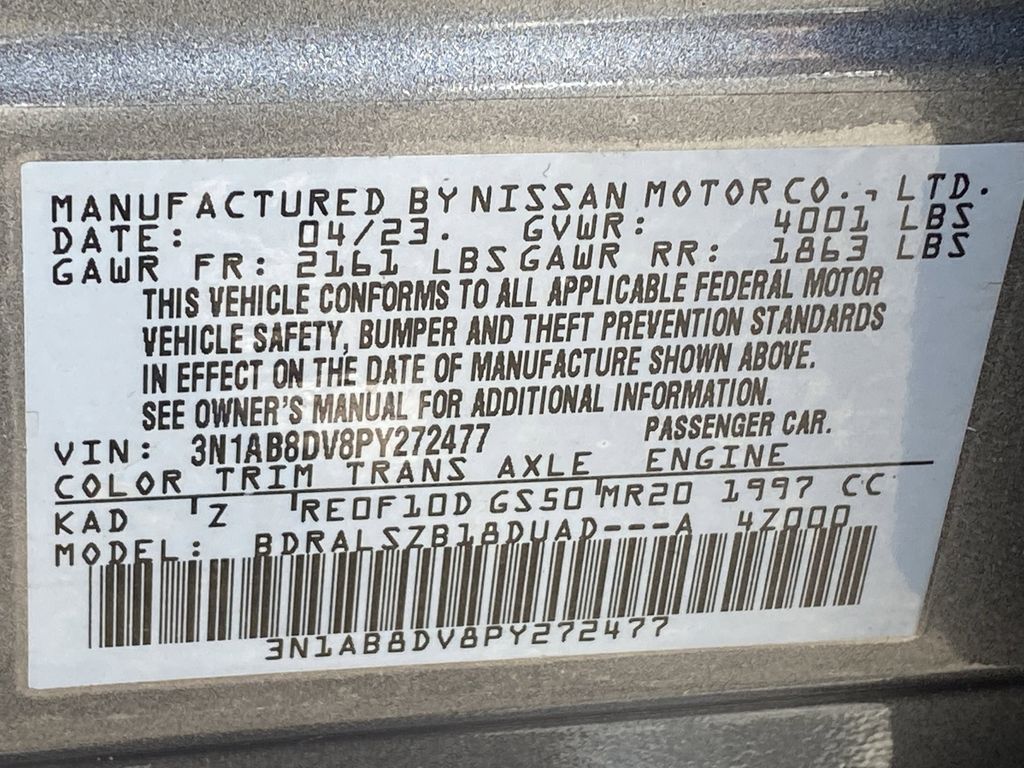 MANUFACTURED BY NISSAN MOTOR CO., LTD.
DATE: 04/23. GVWR: 4001 LBS
GAWR FR: 2161 LBS GAWR RR: 1863 LBS
THIS VEHICLE CONFORMS TO ALL APPLICABLE FEDERAL MOTOR
VEHICLE SAFETY, BUMPER AND THEFT PREVENTION STANDARDS
IN EFFECT ON THE DATE OF MANUFACTURE SHOWN ABOVE.
SEE OWNER'S MANUAL FOR ADDITIONAL INFORMATION.
VIN: 3N1AB8DV8PY272477 PASSENGER CAR.
COLOR TRIM TRANS AXLE ENGINE
KAD Z RE0F10D GS50 MR20 1997 CC
MODEL: BDRALSZB18DUAD---A 4Z000
3N1AB8DV8PY272477